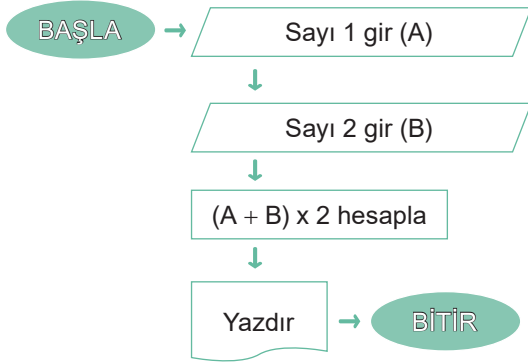 BAŞLA
Sayı 1 gir (A)
Sayı 2 gir (B)
(A + B) x 2 hesapla
Yazdır
BİTİR